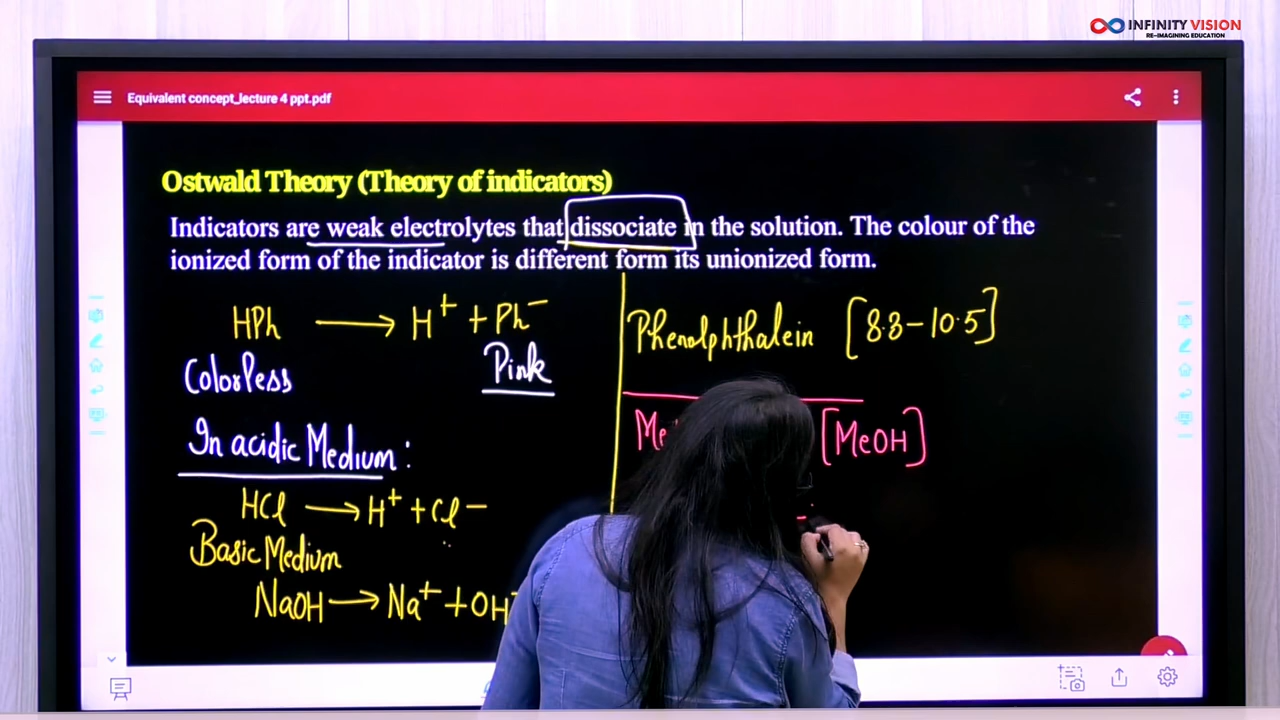 INFINITY VISION
RE-IMAGINING EDUCATION
Equivalent concept_lecture 4 ppt.pdf
Ostwald Theory (Theory of indicators)
Indicators are weak electrolytes that dissociate in the solution. The colour of the
ionized form of the indicator is different form its unionized form.
HPh ⟶ H⁺ + Ph⁻
Colorless Pink
In acidic Medium:
HCl ⟶ H⁺ + Cl⁻
Basic Medium
NaOH ⟶ Na⁺ + OH⁻
Phenolphthalein [8.3-10.5]
[MeOH]